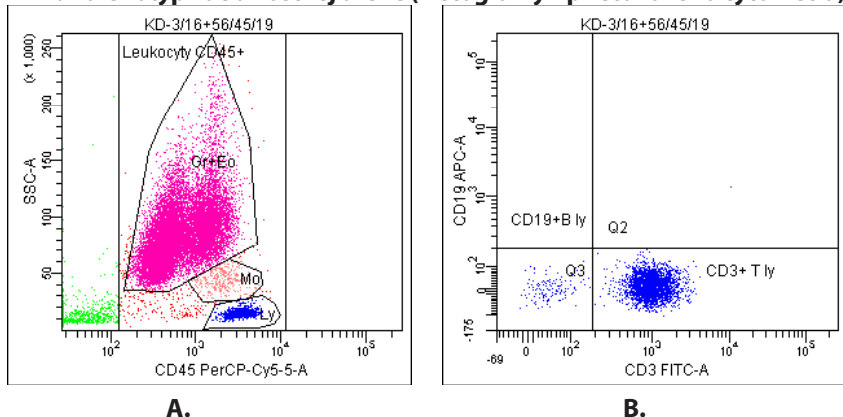 KD-3/16+56/45/19
Leukocyty CD45+
Gr+Eo
Mo
Ly
SSC-A
(x 1,000)
250
200
150
100
50
10² 10³ 10⁴ 10⁵
CD45 PerCP-Cy5-5-A
A.
KD-3/16+56/45/19
CD19+B ly
Q2
Q3
CD3+ T ly
CD19 APC-A
10⁵
10⁴
10³
10²
0
-175
-69 0 10² 10³ 10⁴ 10⁵
CD3 FITC-A
B.